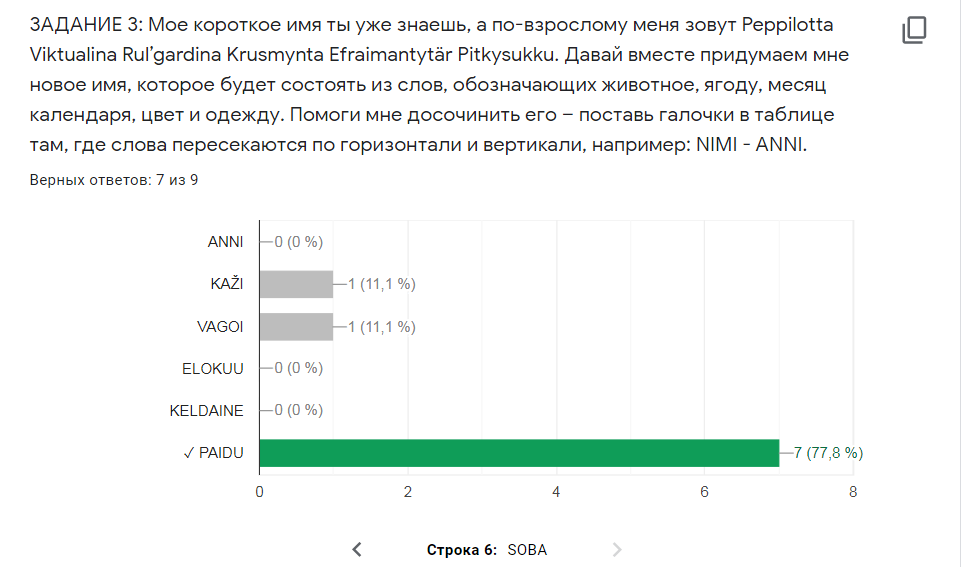 ЗАДАНИЕ 3: Мое короткое имя ты уже знаешь, а по-взрослому меня зовут Peppilotta
Viktualina Rul’gardina Krusmynta Efraimantytär Pitkysukku. Давай вместе придумаем мне
новое имя, которое будет состоять из слов, обозначающих животное, ягоду, месяц
календаря, цвет и одежду. Помоги мне досочинить его – поставь галочки в таблице
там, где слова пересекаются по горизонтали и вертикали, например: NIMI - ANNI.
Верных ответов: 7 из 9
ANNI 0 (0 %)
KAŽI 1 (11,1 %)
VAGOI 1 (11,1 %)
ELOKUU 0 (0 %)
KELDAINE 0 (0 %)
✓ PAIDU 7 (77,8 %)
0 2 4 6 8
Строка 6: SOBA